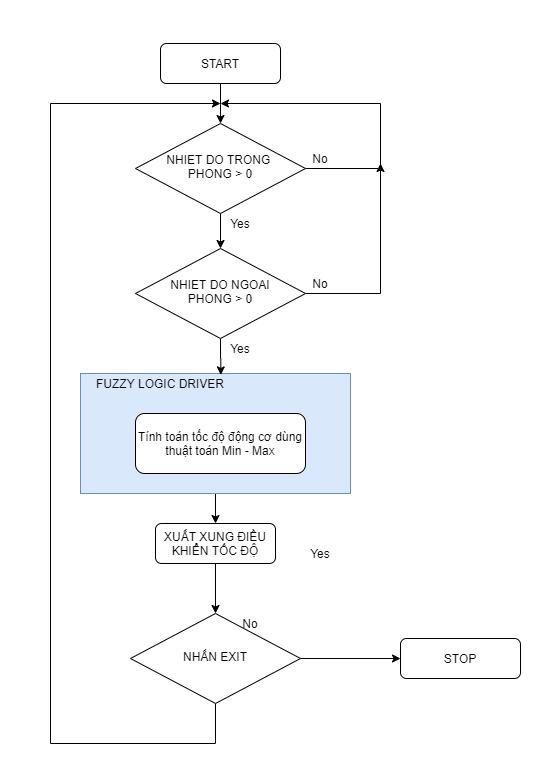 START
NHIET DO TRONG
PHONG > 0
No
Yes
NHIET DO NGOAI
PHONG > 0
No
Yes
FUZZY LOGIC DRIVER
Tính toán tốc độ động cơ dùng
thuật toán Min - Max
XUẤT XUNG ĐIỀU
KHIỂN TỐC ĐỘ
Yes
No
NHẤN EXIT
STOP